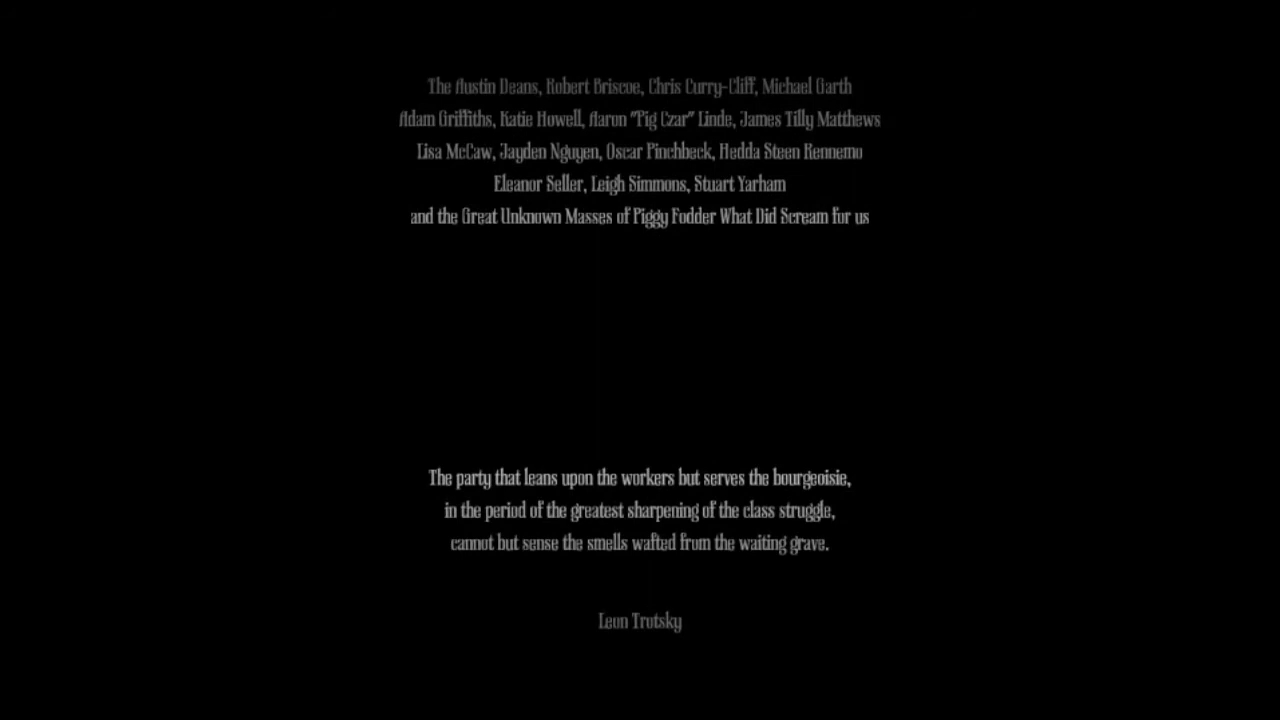 The Austin Deans, Robert Briscoe, Chris Curry-Cliff, Michael Garth
Adam Griffiths, Katie Howell, Aaron "Pig Czar" Linde, James Tilly Matthews
Lisa McCaw, Jayden Nguyen, Oscar Pinchbeck, Hedda Steen Rennemo
Eleanor Seller, Leigh Simmons, Stuart Yarham
and the Great Unknown Masses of Piggy Fodder What Did Scream for us
The party that leans upon the workers but serves the bourgeoisie,
in the period of the greatest sharpening of the class struggle,
cannot but sense the smells wafted from the waiting grave.
Leon Trotsky